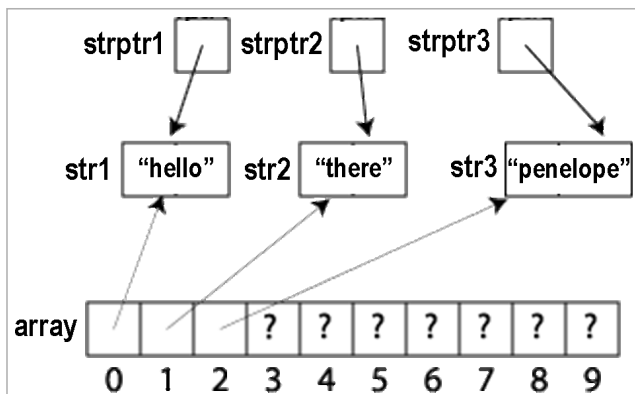 strptr1 strptr2 strptr3
str1 “hello” str2 “there” str3 “penelope”
array ? ? ? ? ? ? ?
0 1 2 3 4 5 6 7 8 9